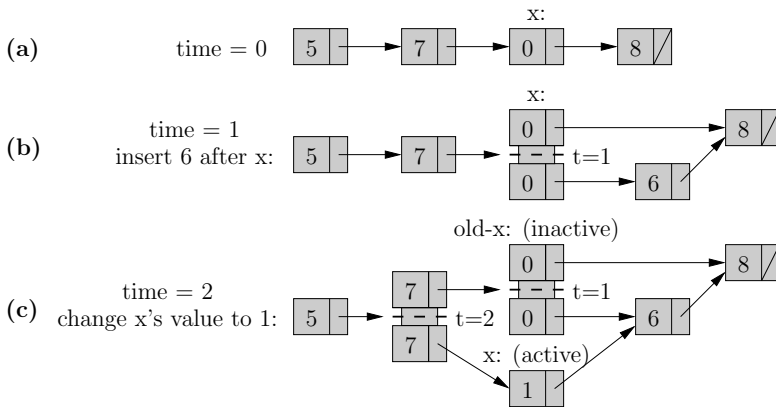 x:
(a) time = 0 5 7 0 8
x:
time = 1 0 8
(b) insert 6 after x: 5 7 t=1
0 6
old-x: (inactive)
0 8
time = 2 7 t=1
(c) change x's value to 1: 5 t=2 0 6
7 x: (active)
1